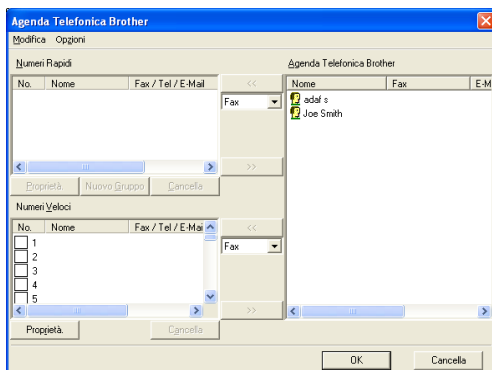 Agenda Telefonica Brother
Modifica Opzioni
Numeri Rapidi
No. Nome Fax / Tel / E-Mail
<<
Fax
>>
Proprietà Nuovo Gruppo Cancella
Numeri Veloci
No. Nome Fax / Tel / E-Mai
1
2
3
4
5
<<
Fax
>>
Proprietà. Cancella
Agenda Telefonica Brother
Nome Fax E-M
adaf s
Joe Smith
OK Cancella